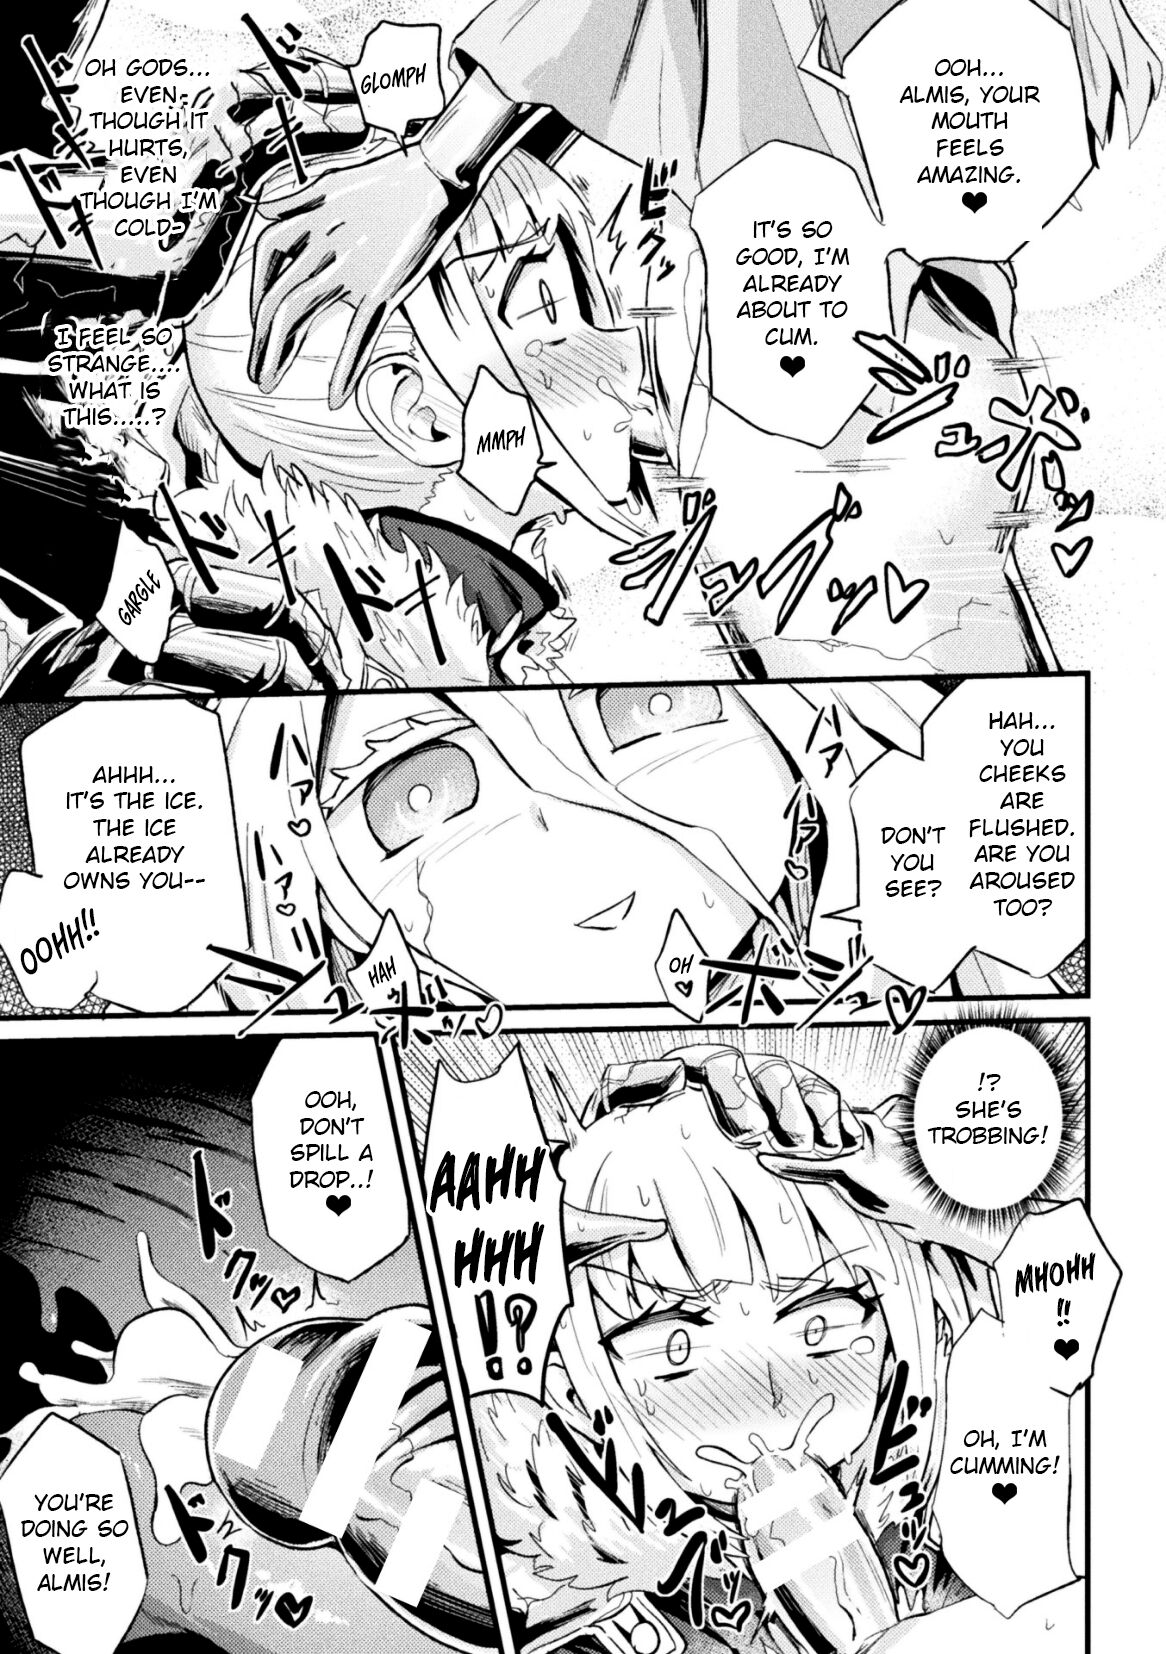 OOH...
ALMIS, YOUR
MOUTH
FEELS
AMAZING.
♥
IT'S SO
GOOD, I'M
ALREADY
ABOUT TO
CUM.
♥
GLOMPH
OH GODS...
EVEN
THOUGH IT
HURTS,
EVEN
THOUGH I'M
COLD-
I FEEL SO
STRANGE....
WHAT IS
THIS.....?
MMPH
GARGLE
HAH...
YOU
CHEEKS
ARE
FLUSHED.
ARE YOU
AROUSED
TOO?
DON'T
YOU
SEE?
OH
HAH
AHHH...
IT'S THE ICE.
THE ICE
ALREADY
OWNS YOU--
OOHH!!
!?
SHE'S
TROBBING!
MHOHH
!!
♥
OH, I'M
CUMMING!
♥
AAHH
HHH
!?
OOH,
DON'T
SPILL A
DROP..!
♥
YOU'RE
DOING SO
WELL,
ALMIS!